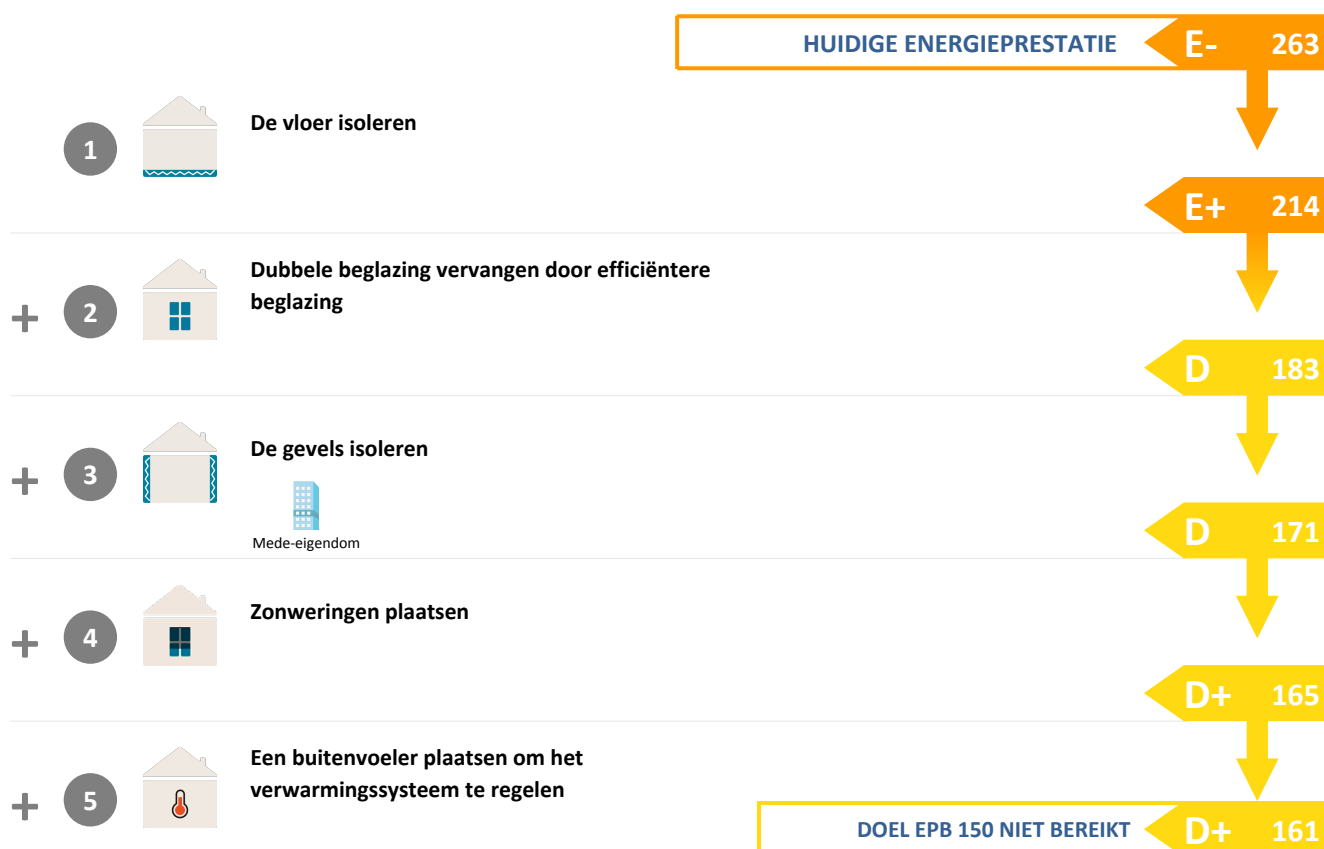 HUIDIGE ENERGIEPRESTATIE E- 263
1 De vloer isoleren
E+ 214
+ 2 Dubbele beglazing vervangen door efficiëntere
beglazing
D 183
+ 3 De gevels isoleren
Mede-eigendom
D 171
+ 4 Zonweringen plaatsen
D+ 165
+ 5 Een buitenvoeler plaatsen om het
verwarmingssysteem te regelen
DOEL EPB 150 NIET BEREIKT D+ 161